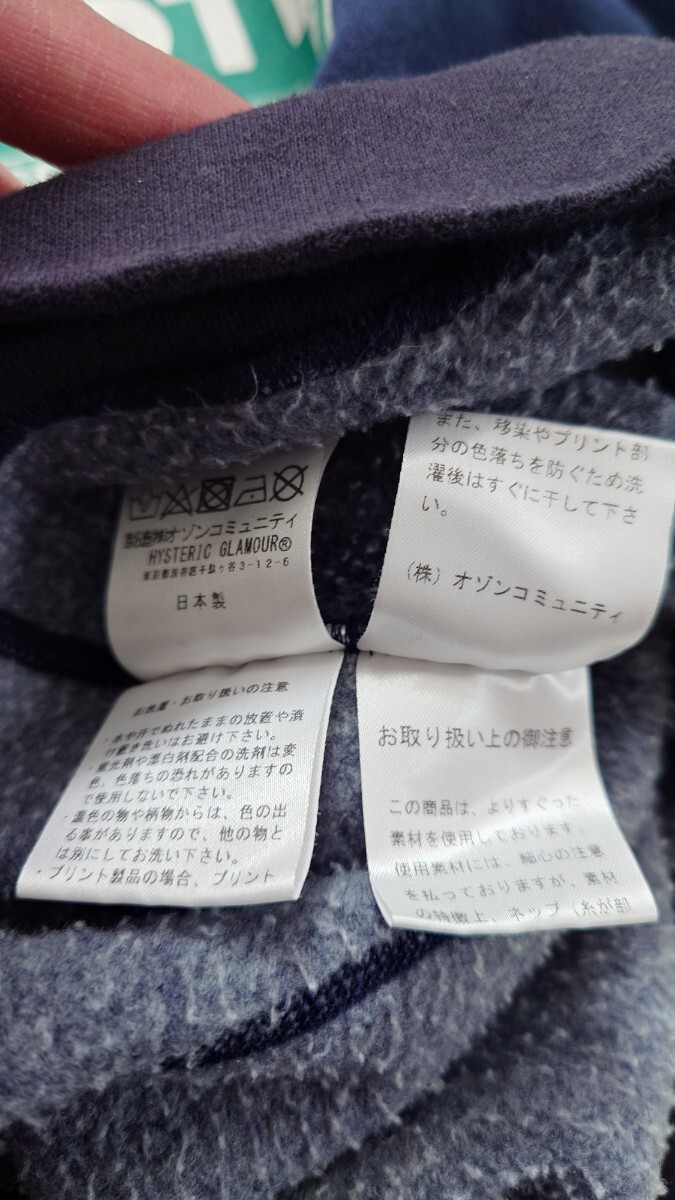 ST
製造㈱オゾンコミュニティ
HYSTERIC GLAMOUR®
東京都渋谷区千駄ヶ谷3-12-6
日本製
また、移染やプリント部
分の色落ちを防ぐため洗
濯後はすぐに干して下さ
い。
(株) オゾンコミュニティ
お洗濯・お取り扱いの注意
・水や汗でぬれたままの放置や浸
け置き洗いはお避け下さい。
・蛍光剤や漂白剤配合の洗剤は変
色、色落ちの恐れがありますの
で使用しないで下さい。
・濃色の物や柄物からは、色の出
る事がありますので、他の物と
は別にしてお洗い下さい。
・プリント製品の場合、プリント
お取り扱い上の御注意
この商品は、よりすぐった
素材を使用しております。
使用素材には、細心の注意
を払っておりますが、素材
の特徴上、ネップ（糸が部